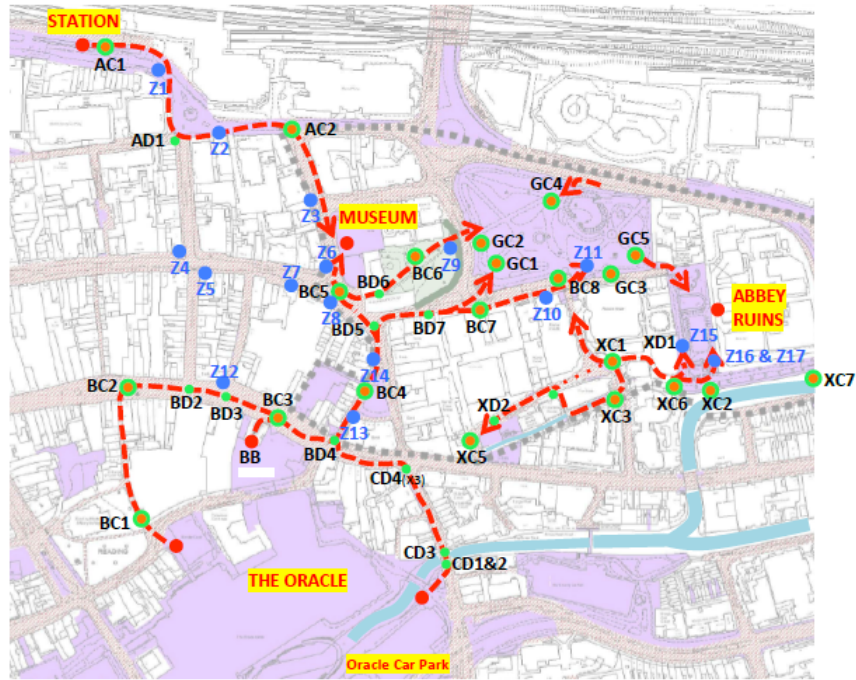 STATION
AC1
Z1
AD1
Z2
AC2
GC4
Z3
MUSEUM
Z4
Z5
Z6
Z7
BC5
Z8
BD6
BC6
Z9
GC2
GC1
Z11
GC5
BC8
GC3
Z10
BD5
BD7
BC7
ABBEY
RUINS
XD1
Z15
XC1
Z16 & Z17
XC7
BC2
BD2
Z12
BD3
BC3
Z14
BC4
Z13
XD2
XC3
XC6
XC2
BB
BD4
XC5
CD4(X3)
BC1
CD3
CD1&2
THE ORACLE
Oracle Car Park